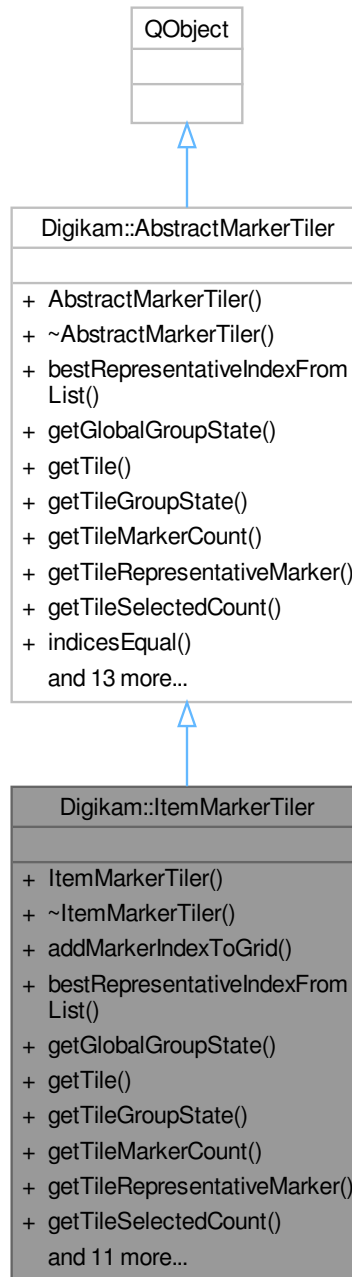 QObject
Digikam::AbstractMarkerTiler
+ AbstractMarkerTiler()
+ ~AbstractMarkerTiler()
+ bestRepresentativeIndexFrom
List()
+ getGlobalGroupState()
+ getTile()
+ getTileGroupState()
+ getTileMarkerCount()
+ getTileRepresentativeMarker()
+ getTileSelectedCount()
+ indicesEqual()
and 13 more...
Digikam::ItemMarkerTiler
+ ItemMarkerTiler()
+ ~ItemMarkerTiler()
+ addMarkerIndexToGrid()
+ bestRepresentativeIndexFrom
List()
+ getGlobalGroupState()
+ getTile()
+ getTileGroupState()
+ getTileMarkerCount()
+ getTileRepresentativeMarker()
+ getTileSelectedCount()
and 11 more...